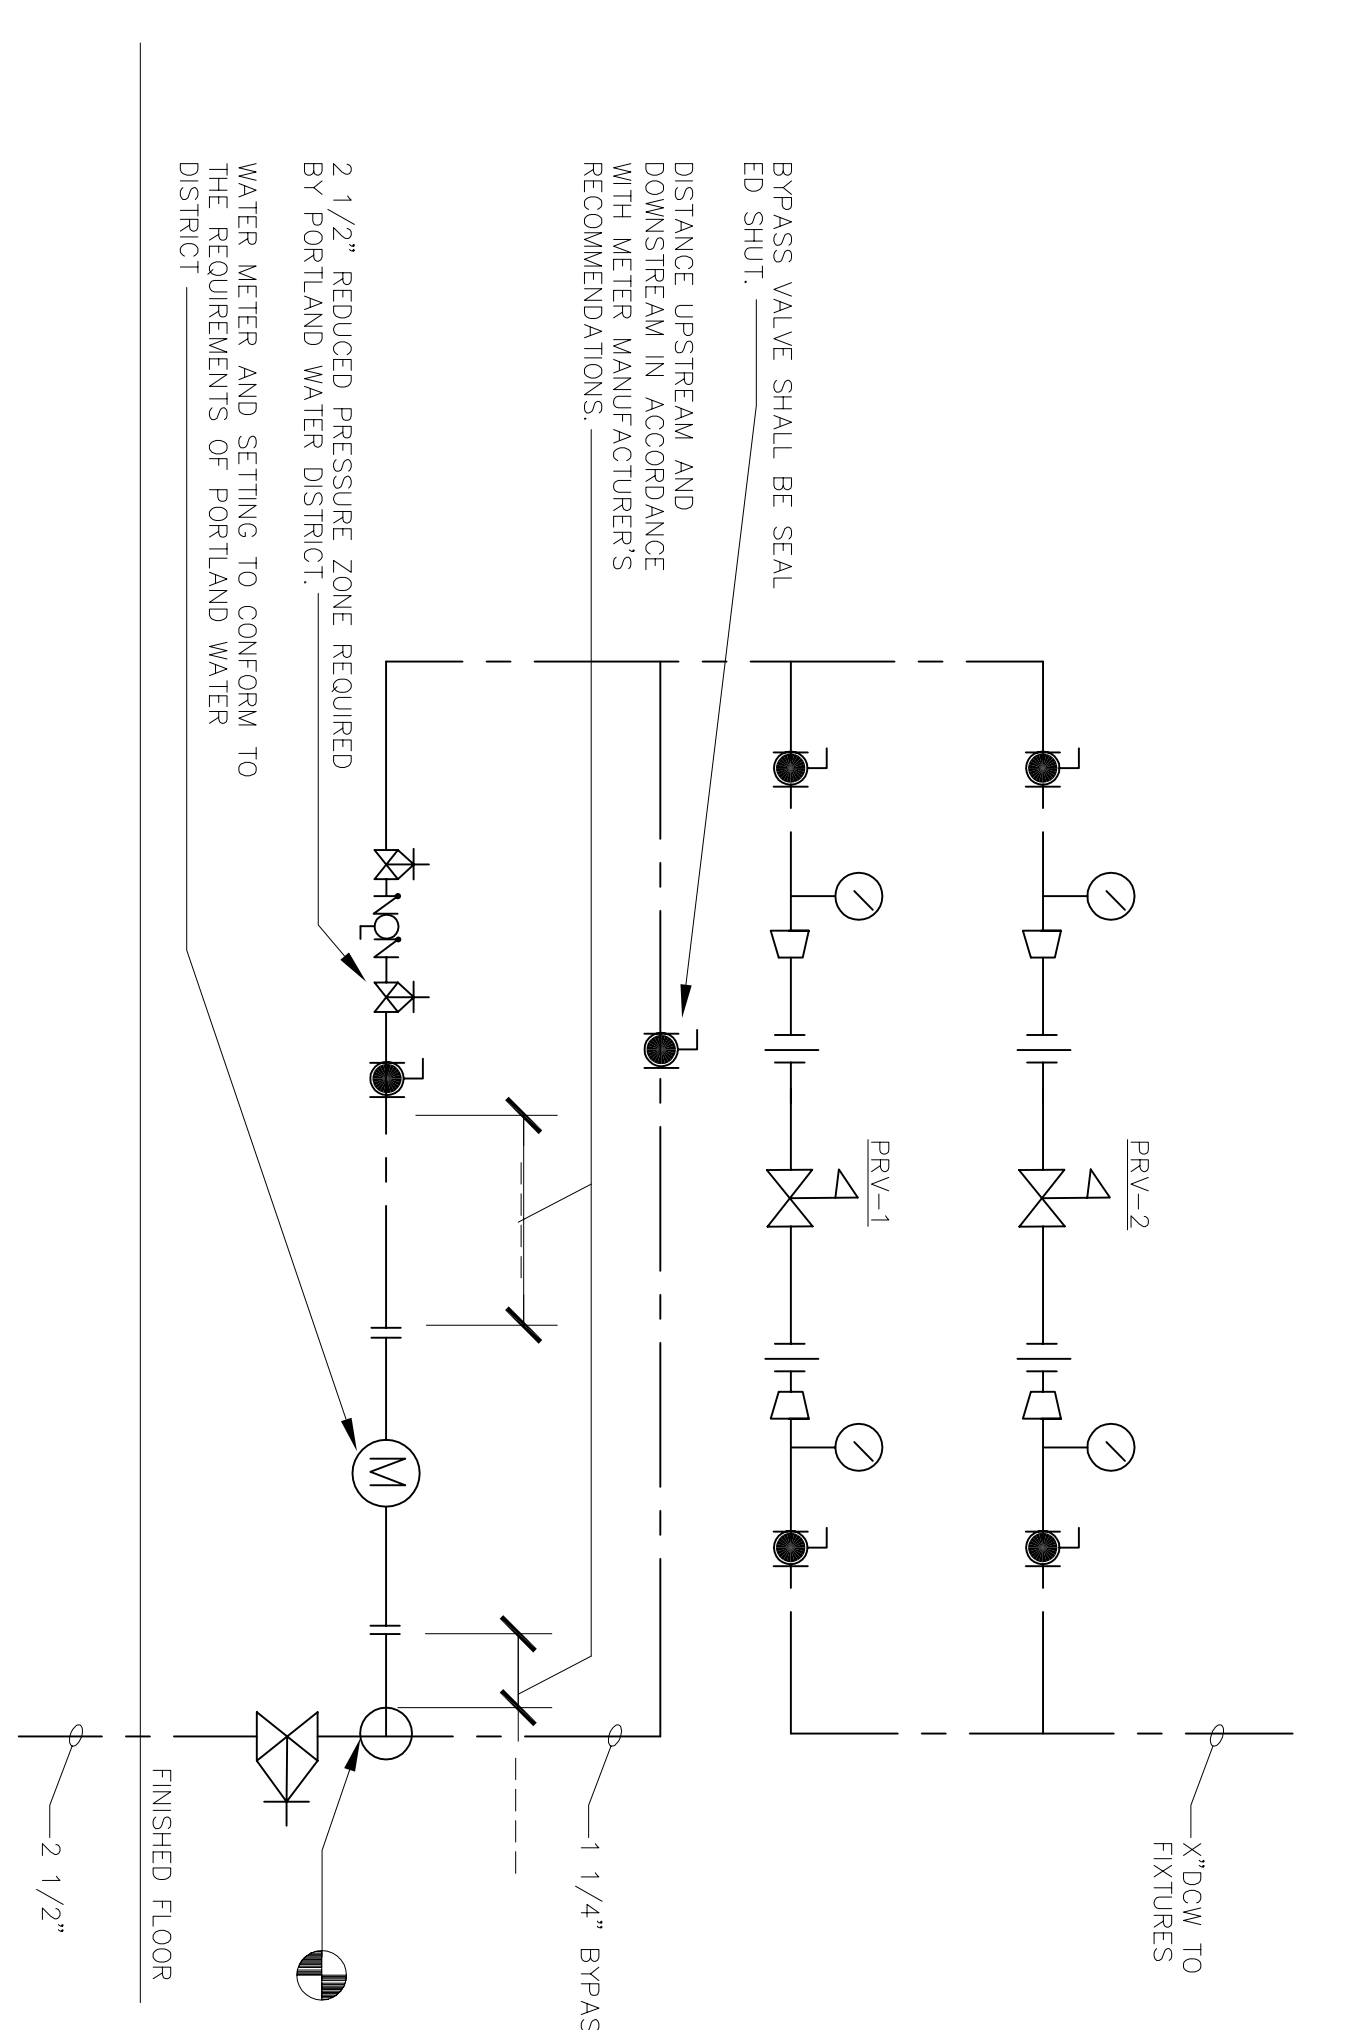 X"DCW TO
FIXTURES
PRV-2
PRV-1
BYPASS VALVE SHALL BE SEAL
ED SHUT.
DISTANCE UPSTREAM AND
DOWNSTREAM IN ACCORDANCE
WITH METER MANUFACTURER'S
RECOMMENDATIONS.
1 1/4" BYPAS
2 1/2" REDUCED PRESSURE ZONE REQUIRED
BY PORTLAND WATER DISTRICT.
WATER METER AND SETTING TO CONFORM TO
THE REQUIREMENTS OF PORTLAND WATER
DISTRICT
M
FINISHED FLOOR
2 1/2"